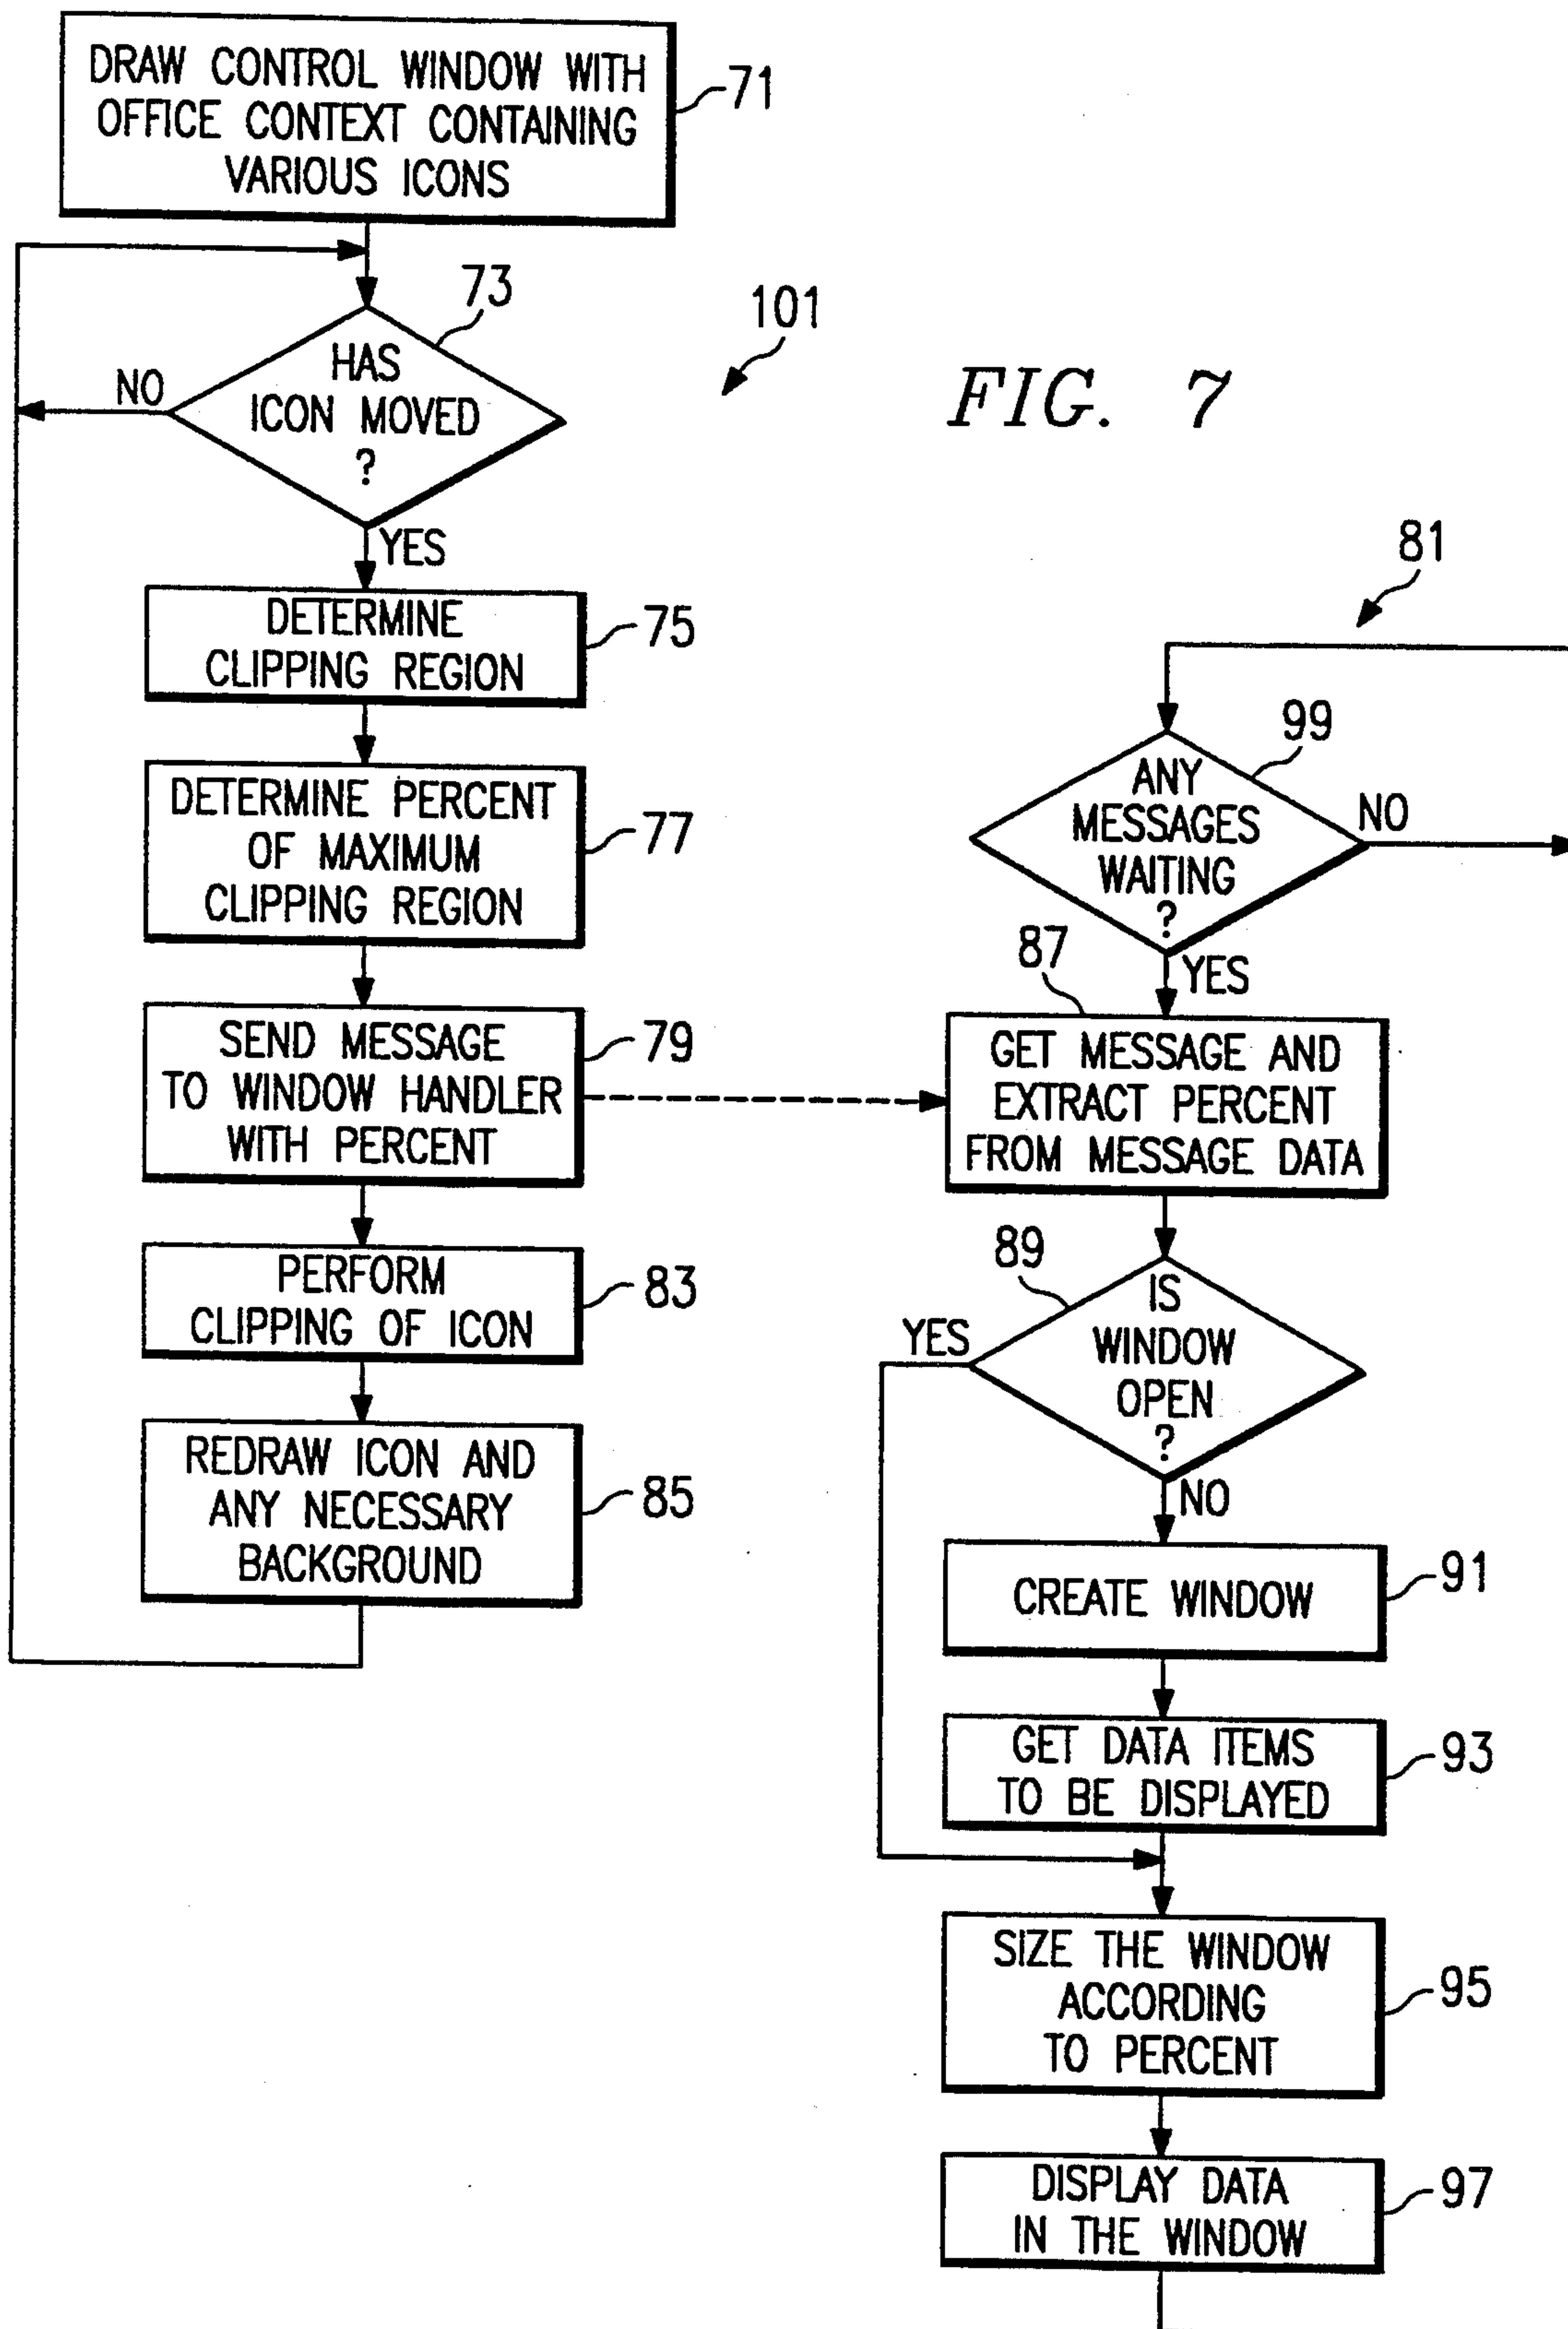 DRAW CONTROL WINDOW WITH
OFFICE CONTEXT CONTAINING
VARIOUS ICONS
71
73
HAS
ICON MOVED
?
NO
YES
101
FIG. 7
DETERMINE
CLIPPING REGION
75
DETERMINE PERCENT
OF MAXIMUM
CLIPPING REGION
77
SEND MESSAGE
TO WINDOW HANDLER
WITH PERCENT
79
PERFORM
CLIPPING OF ICON
83
REDRAW ICON AND
ANY NECESSARY
BACKGROUND
85
81
99
ANY
MESSAGES
WAITING
?
NO
YES
87
GET MESSAGE AND
EXTRACT PERCENT
FROM MESSAGE DATA
89
IS
WINDOW
OPEN
?
YES
NO
CREATE WINDOW
91
GET DATA ITEMS
TO BE DISPLAYED
93
SIZE THE WINDOW
ACCORDING
TO PERCENT
95
DISPLAY DATA
IN THE WINDOW
97